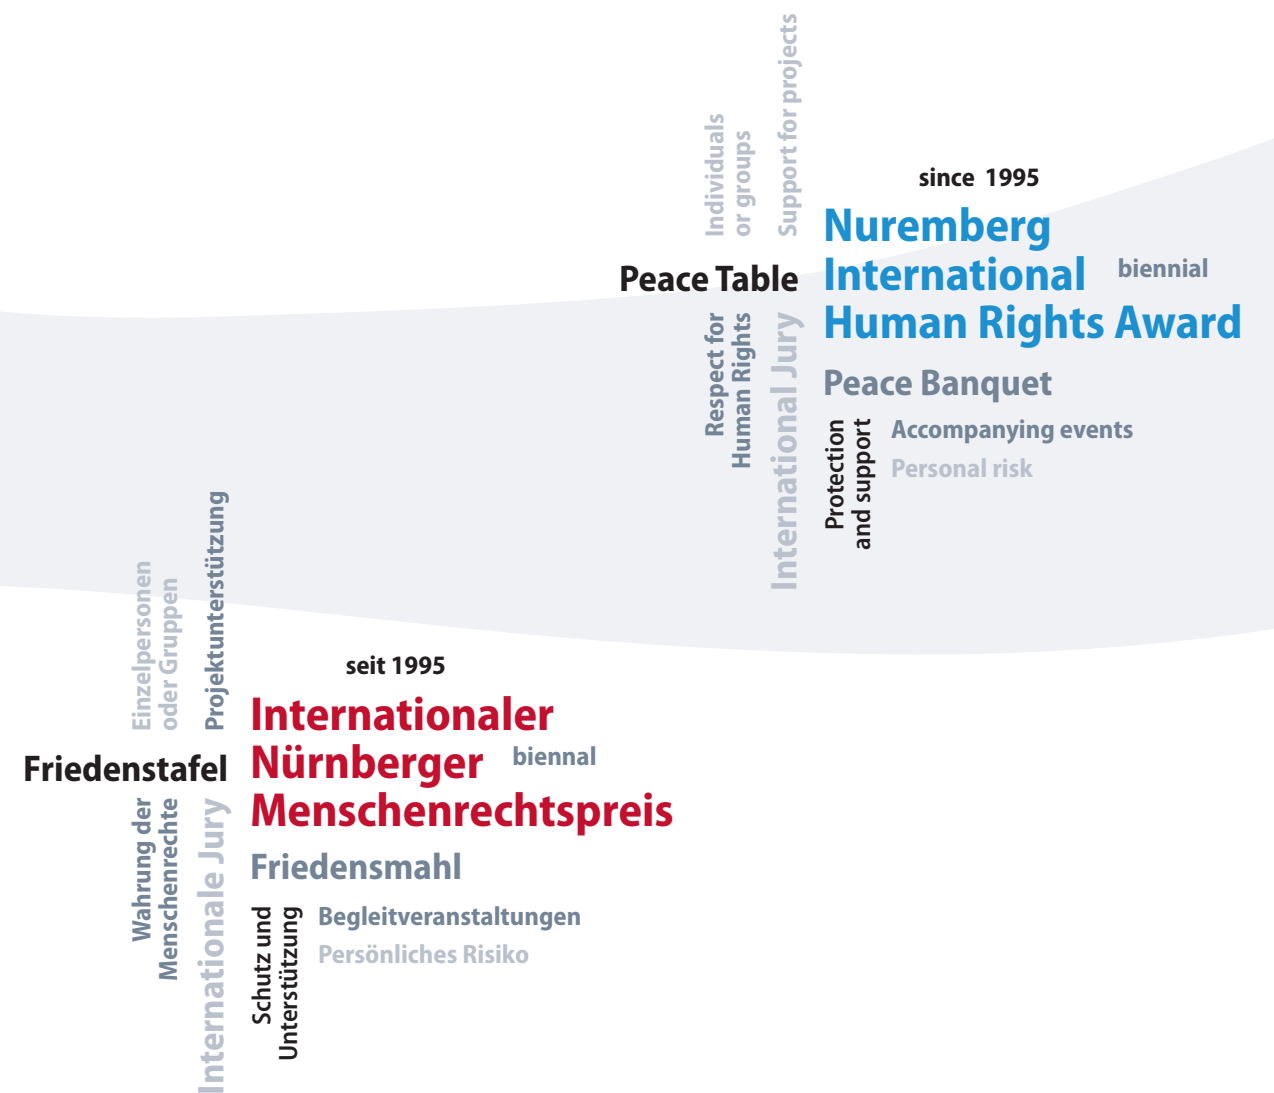 Individuals
or groups
Support for projects
since 1995
Nuremberg
International
Human Rights Award
biennial
Peace Table
Respect for
Human Rights
International Jury
Peace Banquet
Protection
and support
Accompanying events
Personal risk
Einzelpersonen
oder Gruppen
Projektunterstützung
seit 1995
Internationaler
Nürnberger
Menschenrechtspreis
biennal
Friedenstafel
Wahrung der
Menschenrechte
Internationale Jury
Friedensmahl
Schutz und
Unterstützung
Begleitveranstaltungen
Persönliches Risiko